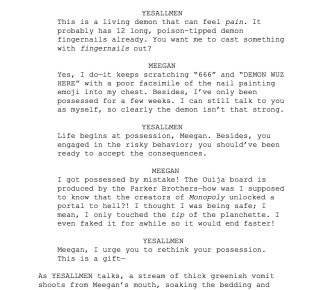 YESALLMEN
This is a living demon that can feel pain. It
probably has 12 long, poison-tipped demon
fingernails already. You want me to cast something
with fingernails out?
MEEGAN
Yes, I do—it keeps scratching “666” and “DEMON WUZ
HERE” with a poor facsimile of the nail painting
emoji into my chest. Besides, I’ve only been
possessed for a few weeks. I can still talk to you
as myself, so clearly the demon isn’t that strong.
YESALLMEN
Life begins at possession, Meegan. Besides, you
engaged in the risky behavior; you should’ve been
ready to accept the consequences.
MEEGAN
I got possessed by mistake! The Ouija board is
produced by the Parker Brothers—how was I supposed
to know that the creators of Monopoly unlocked a
portal to hell?! I thought I was being safe; I
mean, I only touched the tip of the planchette. I
even faked it for awhile so it would end faster!
YESALLMEN
Meegan, I urge you to rethink your possession.
This is a gift—
As YESALLMEN talks, a stream of thick greenish vomit
shoots from Meegan’s mouth, soaking the bedding and